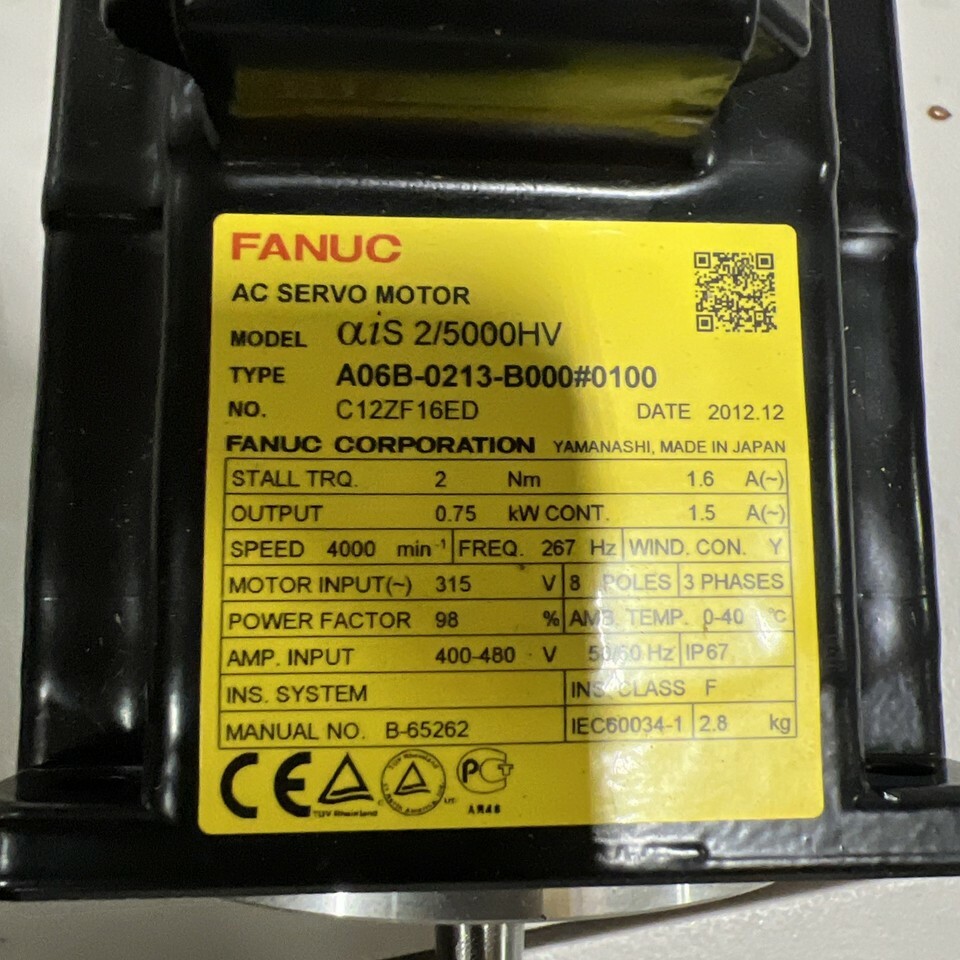 FANUC
AC SERVO MOTOR
MODEL αiS 2/5000HV
TYPE A06B-0213-B000#0100
NO. C12ZF16ED DATE 2012.12
FANUC CORPORATION YAMANASHI, MADE IN JAPAN
STALL TRQ. 2 Nm 1.6 A(~)
OUTPUT 0.75 kW CONT. 1.5 A(~)
SPEED 4000 min⁻¹ FREQ. 267 Hz WIND. CON. Y
MOTOR INPUT(~) 315 V 8 POLES 3 PHASES
POWER FACTOR 98 % AMB. TEMP. 0-40 °C
AMP. INPUT 400-480 V 50/60 Hz IP67
INS. SYSTEM INS. CLASS F
MANUAL NO. B-65262 IEC60034-1 2.8 kg
CE
TÜV Rheinland